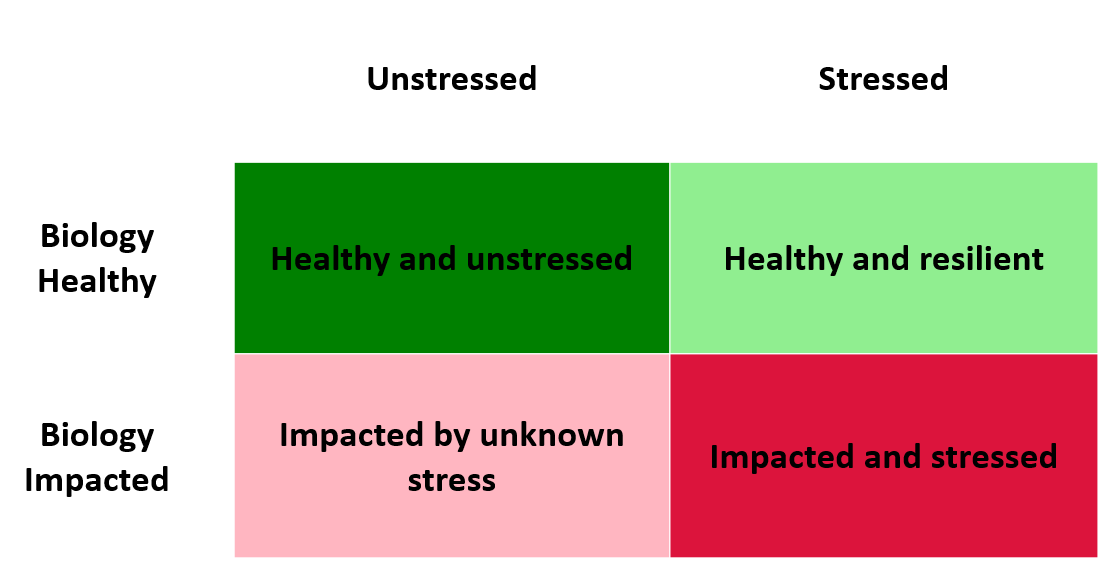 Unstressed
Stressed
Biology
Healthy
Healthy and unstressed
Healthy and resilient
Biology
Impacted
Impacted by unknown
stress
Impacted and stressed